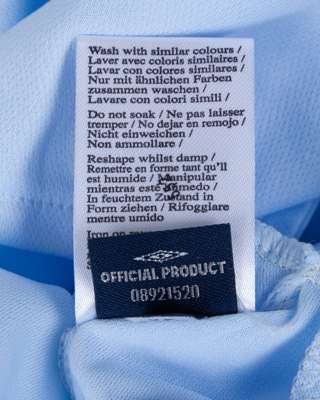 Wash with similar colours /
Laver avec coloris similaires /
Lavar con colores similares /
Nur mit ähnlichen Farben
zusammen waschen /
Lavare con colori simili /
Do not soak / Ne pas laisser
tremper / No dejar en remojo /
Nicht einweichen /
Non ammollare /
Reshape whilst damp /
Remettre en forme tant qu'il
est humide / Manipular
mientras este húmedo /
In feuchtem Zustand in
Form ziehen / Rifoggiare
mentre umido
Iron on
OFFICIAL PRODUCT
08921520